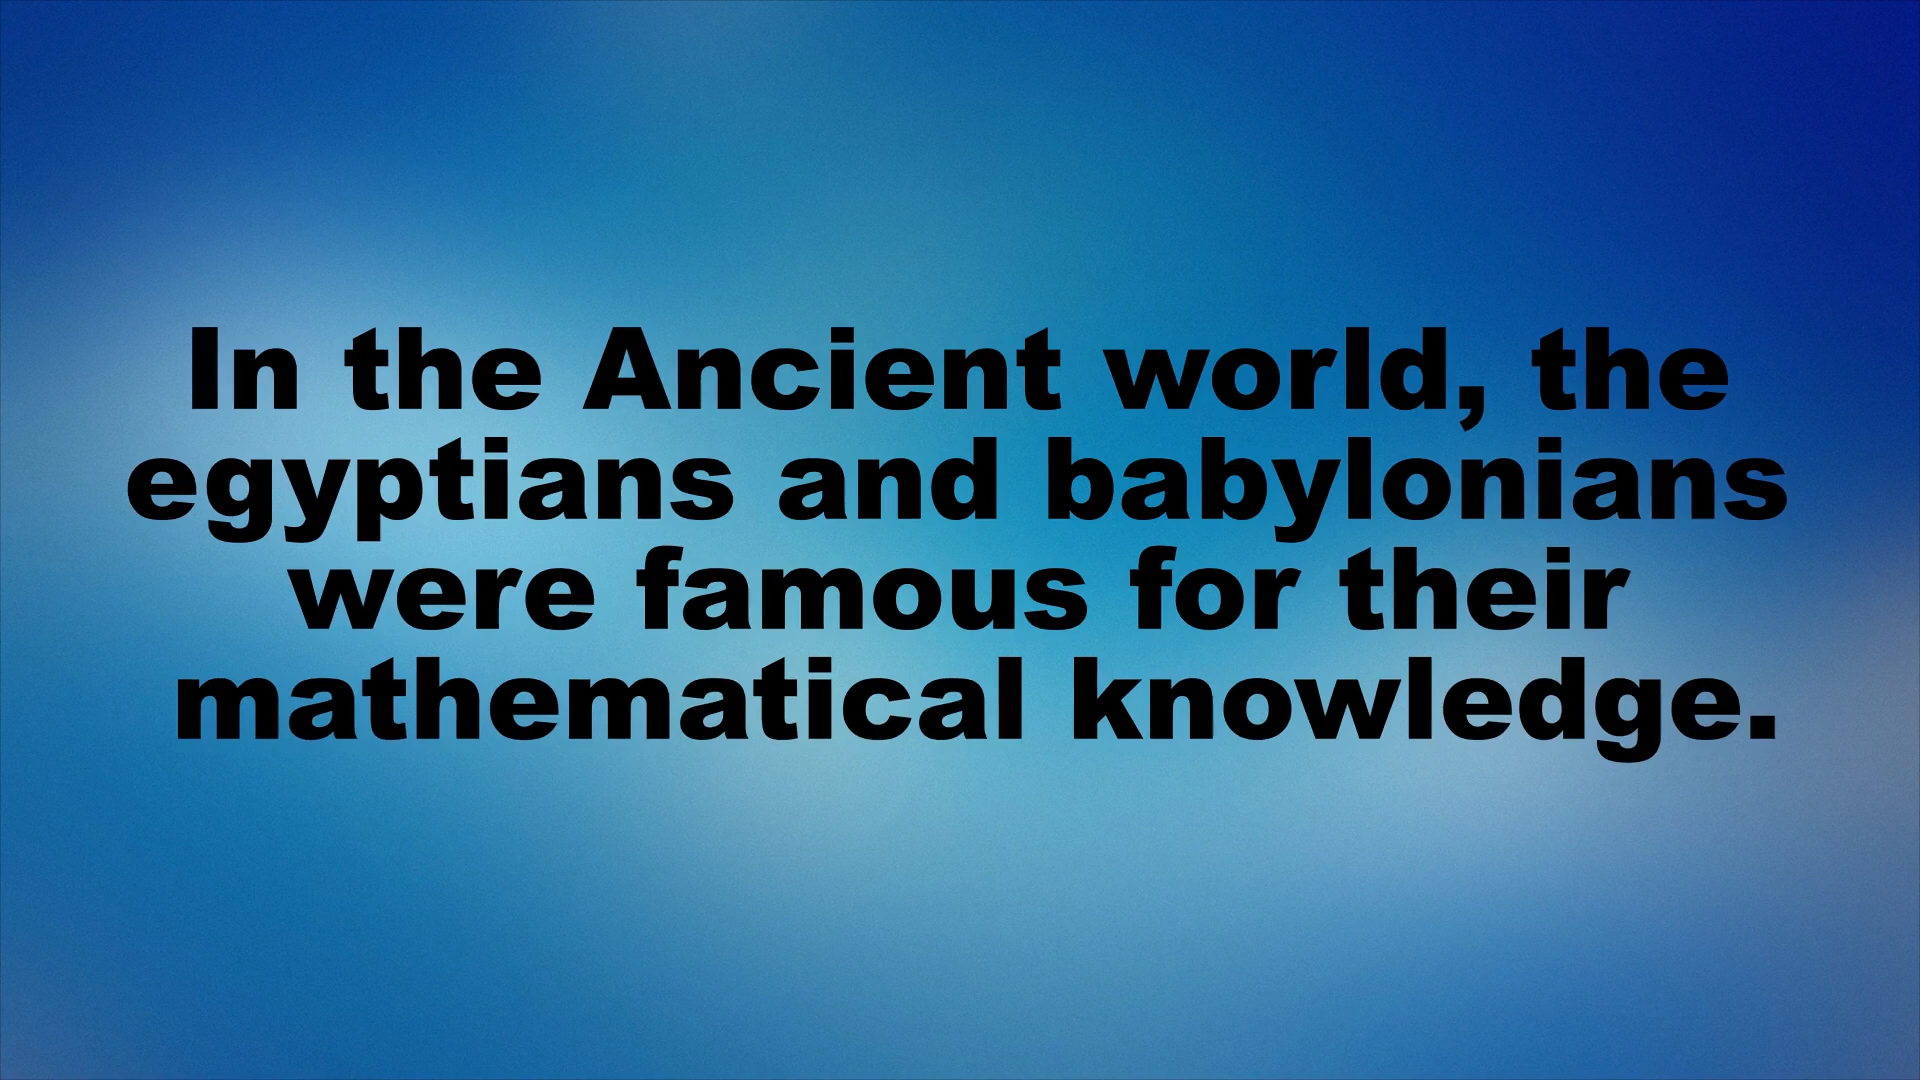 In the Ancient world, the
egyptians and babylonians
were famous for their
mathematical knowledge.